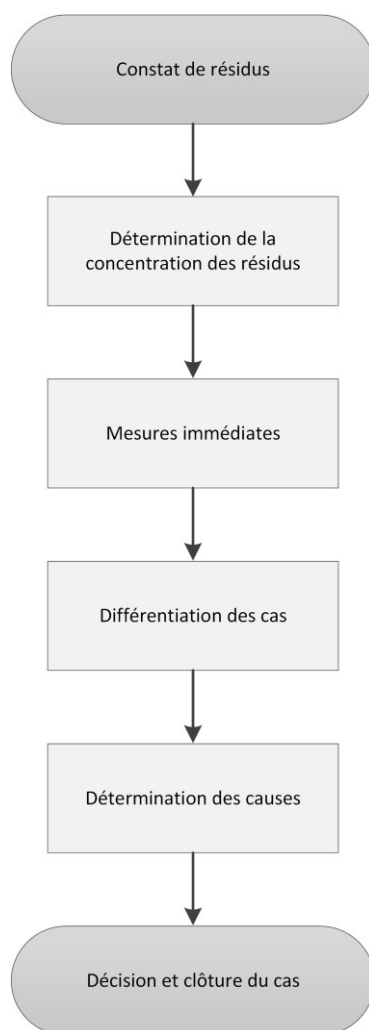 Constat de résidus
Détermination de la
concentration des résidus
Mesures immédiates
Différentiation des cas
Détermination des causes
Décision et clôture du cas